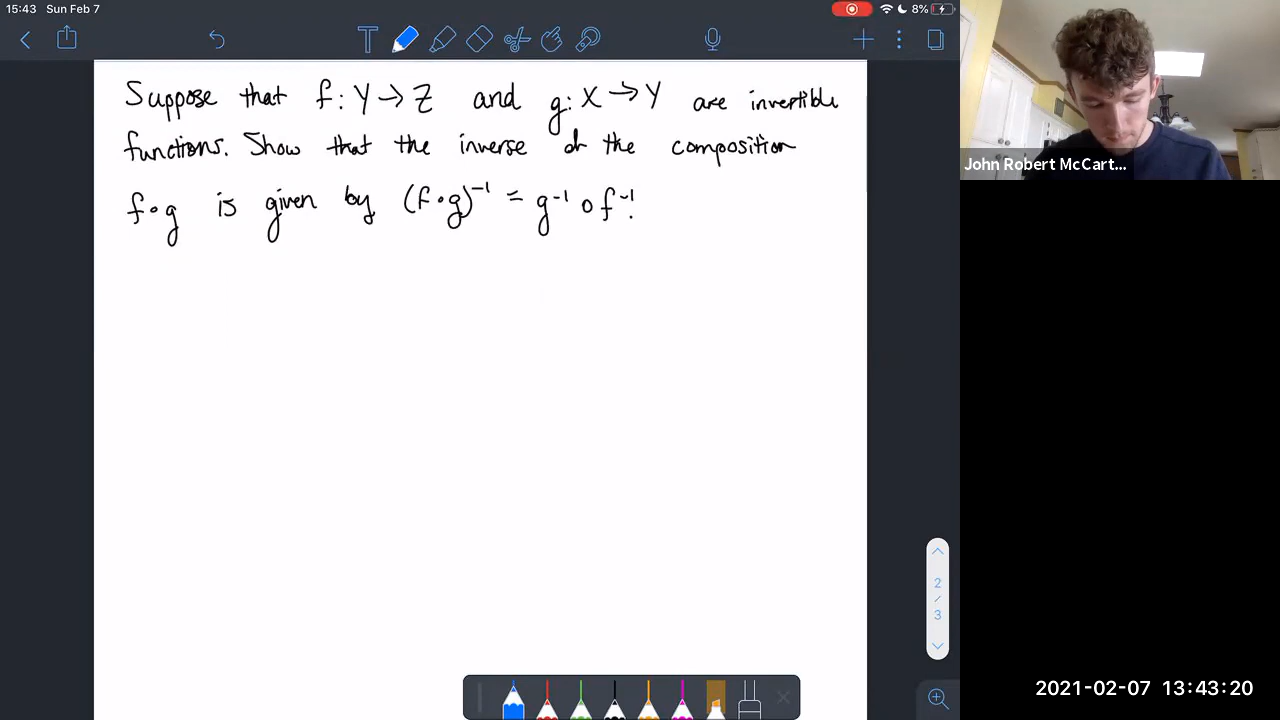 15:43 Sun Feb 7 8%
Suppose that f: Y → Z and g: X → Y are invertible
functions. Show that the inverse of the composition
f∘g is given by (f∘g)⁻¹ = g⁻¹ ∘ f⁻¹.
John Robert McCart...
2
/
3
2021-02-07 13:43:20